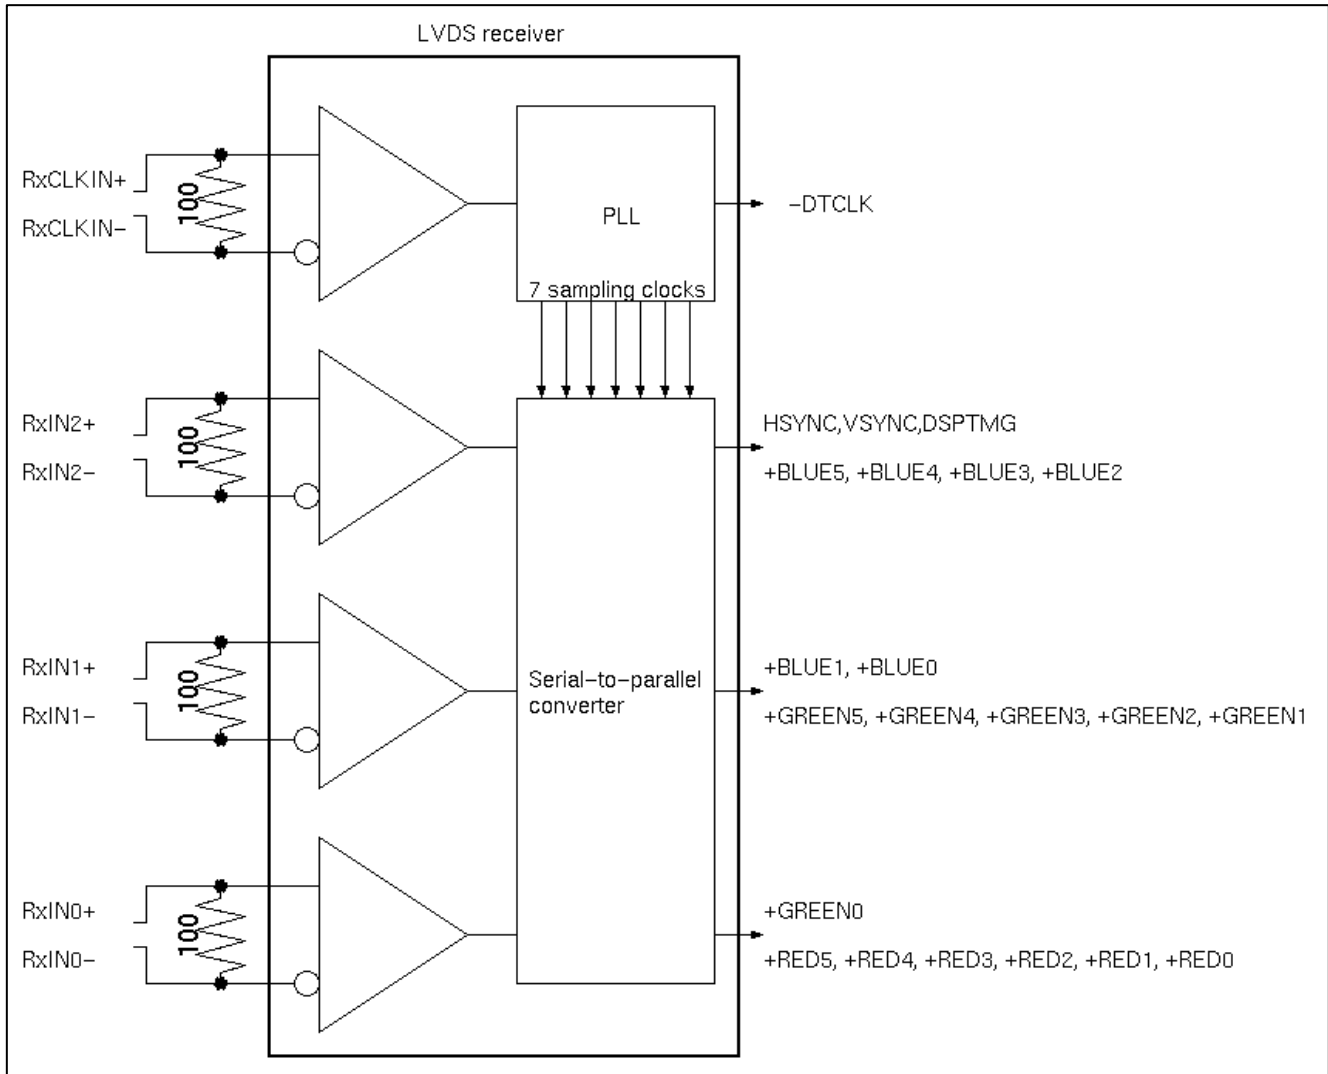 LVDS receiver
RxCLKIN+
RxCLKIN−
100
PLL
−DTCLK
7 sampling clocks
RxIN2+
RxIN2−
100
HSYNC,VSYNC,DSPTMG
+BLUE5, +BLUE4, +BLUE3, +BLUE2
RxIN1+
RxIN1−
100
Serial−to−parallel
converter
+BLUE1, +BLUE0
+GREEN5, +GREEN4, +GREEN3, +GREEN2, +GREEN1
RxIN0+
RxIN0−
100
+GREEN0
+RED5, +RED4, +RED3, +RED2, +RED1, +RED0